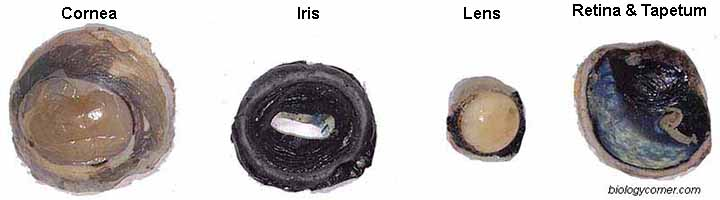 Cornea
Iris
Lens
Retina & Tapetum
biologycorner.com